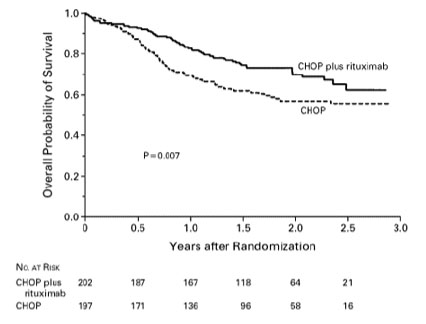 Overall Probability of Survival
1.0
0.8
0.6
0.4
0.2
0.0
CHOP plus rituximab
CHOP
P=0.007
0 0.5 1.0 1.5 2.0 2.5 3.0
Years after Randomization
No. at Risk
CHOP plus 202 187 167 118 64 21
rituximab
CHOP 197 171 136 96 58 16